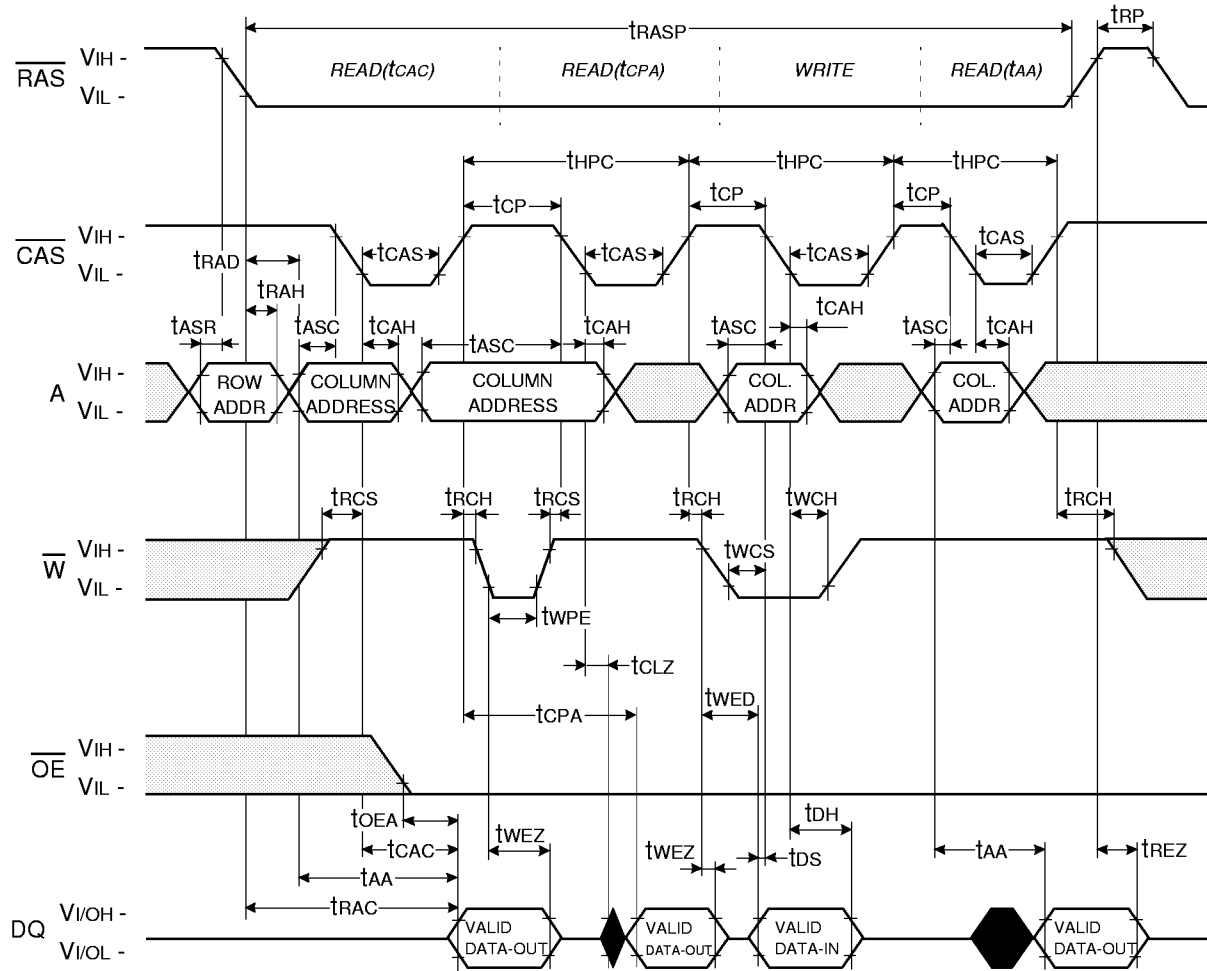 tRASP
tRP
VIH -
RAS
VIL -
READ(tCAC)
READ(tCPA)
WRITE
READ(tAA)
tHPC
tHPC
tHPC
tCP
tCP
tCP
VIH -
CAS
VIL -
tCAS
tCAS
tCAS
tCAS
tRAD
tRAH
tASR
tASC
tCAH
tASC
tCAH
tASC
tCAH
tASC
tCAH
VIH -
A
VIL -
ROW
ADDR
COLUMN
ADDRESS
COLUMN
ADDRESS
COL.
ADDR
COL.
ADDR
tRCS
tRCH
tRCS
tRCH
tWCH
tRCH
VIH -
W
VIL -
tWCS
tWPE
tCLZ
tCPA
tWED
VIH -
OE
VIL -
tOEA
tCAC
tAA
tRAC
tWEZ
tWEZ
tDH
tDS
tAA
tREZ
VI/OH -
DQ
VI/OL -
VALID
DATA-OUT
VALID
DATA-OUT
VALID
DATA-IN
VALID
DATA-OUT